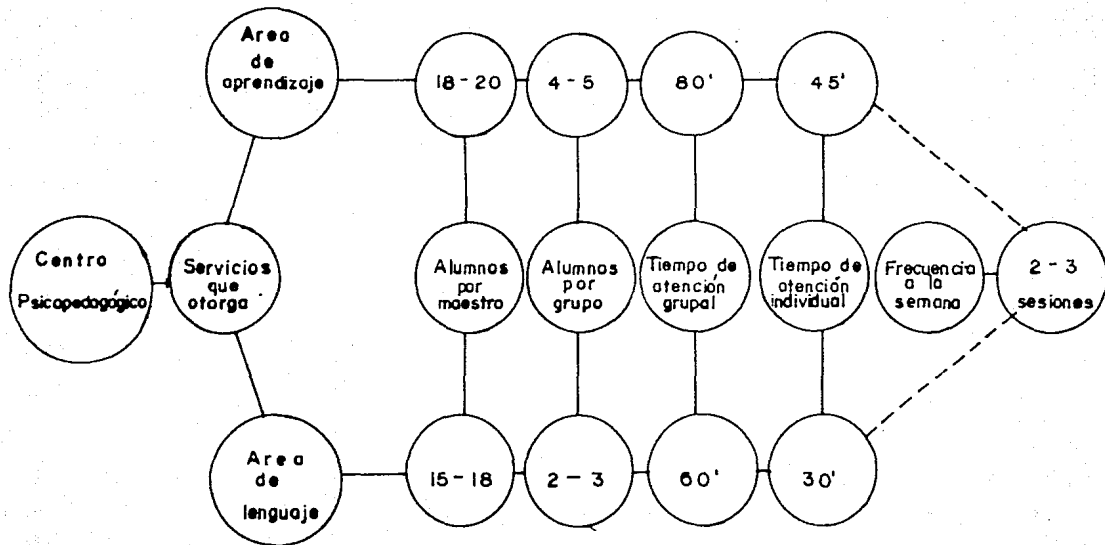 Area
de
aprendizaje
18-20
4-5
80'
45'
Centro
Psicopedagógico
Servicios
que
otorga
Alumnos
por
maestro
Alumnos
por
grupo
Tiempo de
atención
grupal
Tiempo de
atención
individual
Frecuencia
a la
semana
2-3
sesiones
Area
de
lenguaje
15-18
2-3
60'
30'